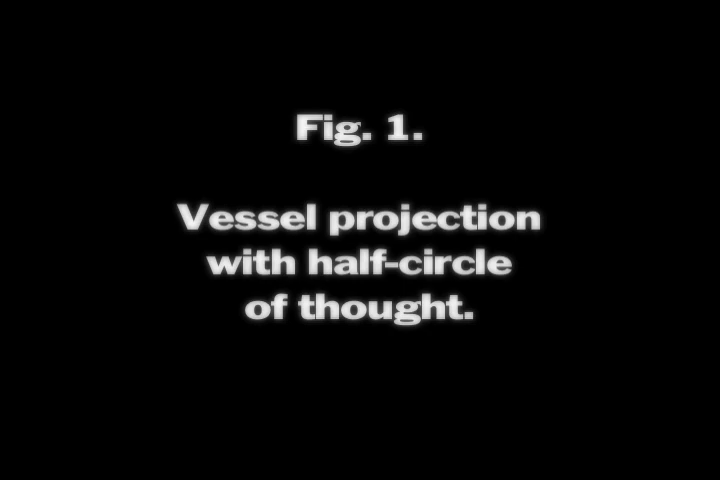 Fig. 1.
Vessel projection
with half-circle
of thought.